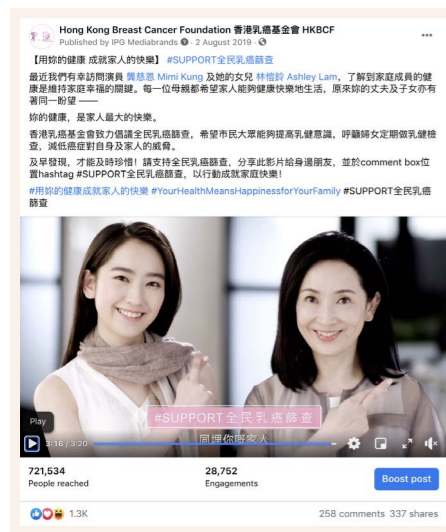 Hong Kong Breast Cancer Foundation 香港乳癌基金會 HKBCF
Published by IPG Mediabrands · 2 August 2019 ·
【用妳的健康 成就家人的快樂】 #SUPPORT全民乳癌篩查
最近我們有幸訪問演員 龔慈恩 Mimi Kung 及她的女兒 林愷鈴 Ashley Lam，了解到家庭成員的健
康是維持家庭幸福的關鍵。每一位母親都希望家人能夠健康快樂地生活，原來妳的丈夫及子女亦有
著同一盼望 ——
妳的健康，是家人最大的快樂。
香港乳癌基金會致力倡議全民乳癌篩查，希望市民大眾能夠提高乳健意識，呼籲婦女定期做乳健檢
查，減低癌症對自身及家人的威脅。
及早發現，才能及時珍惜！請支持全民乳癌篩查，分享此影片給身邊朋友，並於comment box位
置hashtag #SUPPORT全民乳癌篩查，以行動成就家庭快樂！
#用妳的健康成就家人的快樂 #YourHealthMeansHappinessforYourFamily #SUPPORT全民乳癌
篩查
#SUPPORT全民乳癌篩查
Play
3:16 / 3:20
同埋你嘅家人
721,534
People reached
28,752
Engagements
Boost post
1.3K
258 comments 337 shares